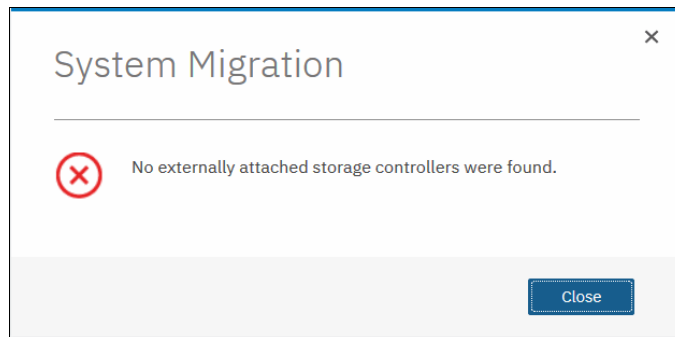 System Migration
No externally attached storage controllers were found.
Close